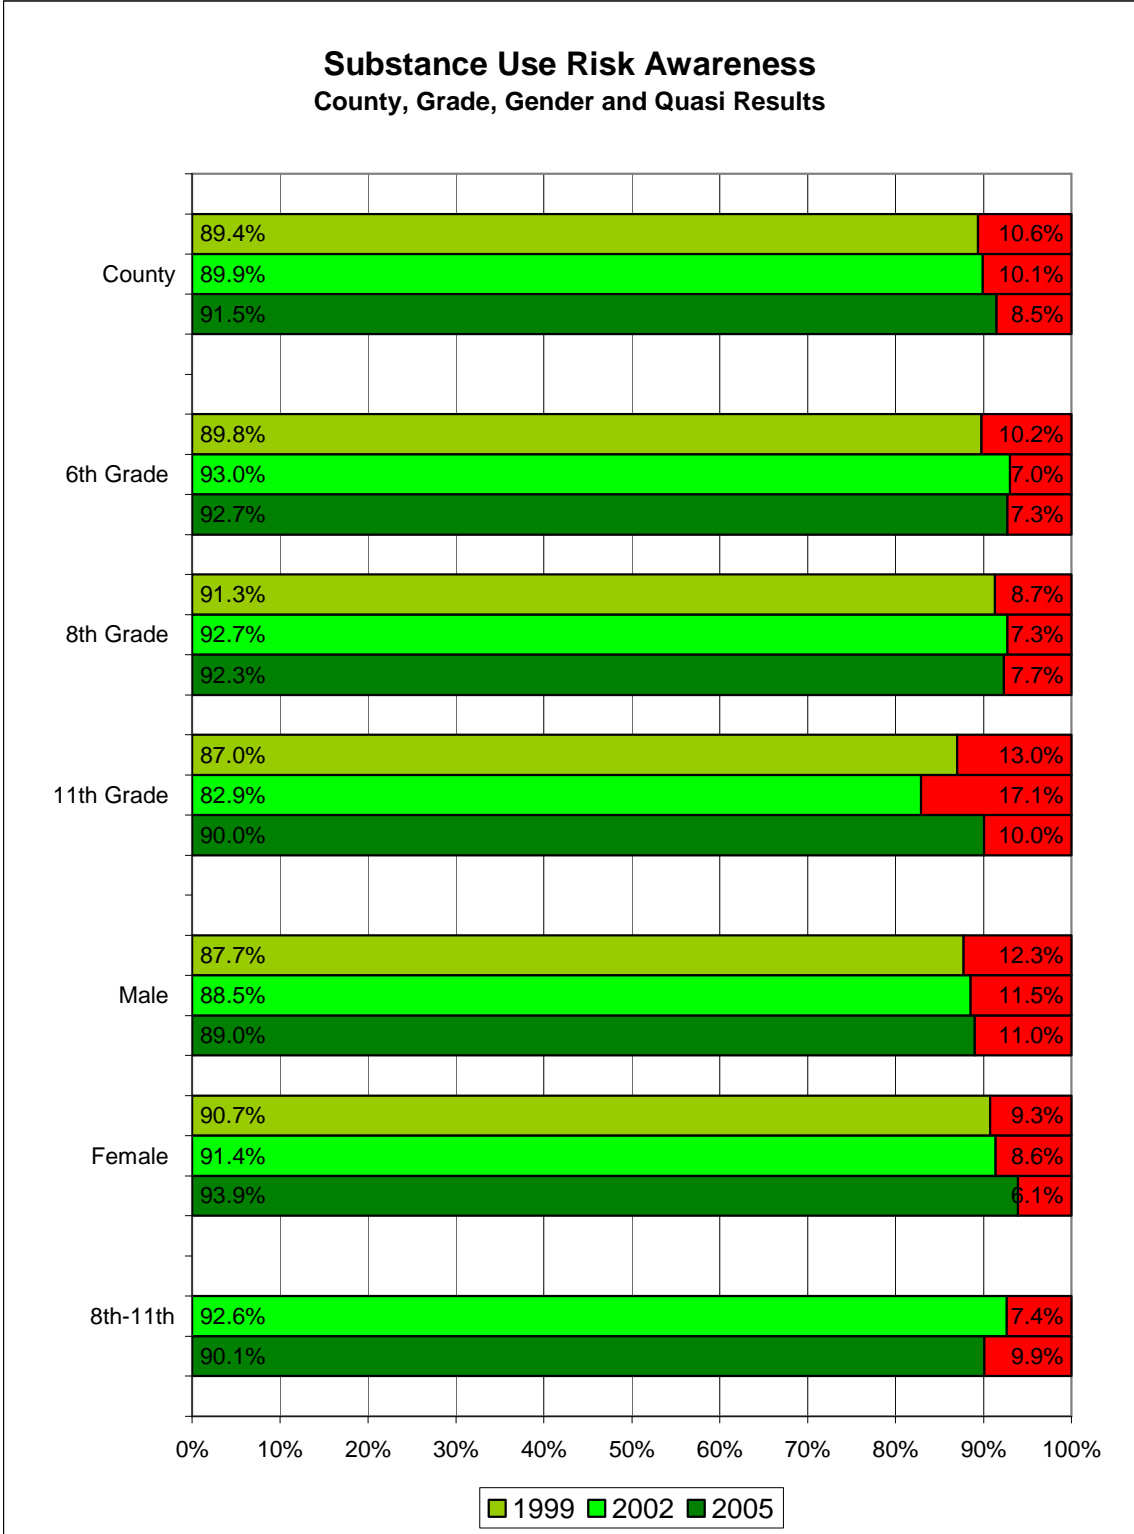 Substance Use Risk Awareness
County, Grade, Gender and Quasi Results
89.4% 10.6%
County 89.9% 10.1%
91.5% 8.5%
89.8% 10.2%
6th Grade 93.0% 7.0%
92.7% 7.3%
91.3% 8.7%
8th Grade 92.7% 7.3%
92.3% 7.7%
87.0% 13.0%
11th Grade 82.9% 17.1%
90.0% 10.0%
87.7% 12.3%
Male 88.5% 11.5%
89.0% 11.0%
90.7% 9.3%
Female 91.4% 8.6%
93.9% 6.1%
8th-11th 92.6% 7.4%
90.1% 9.9%
0% 10% 20% 30% 40% 50% 60% 70% 80% 90% 100%
1999 2002 2005